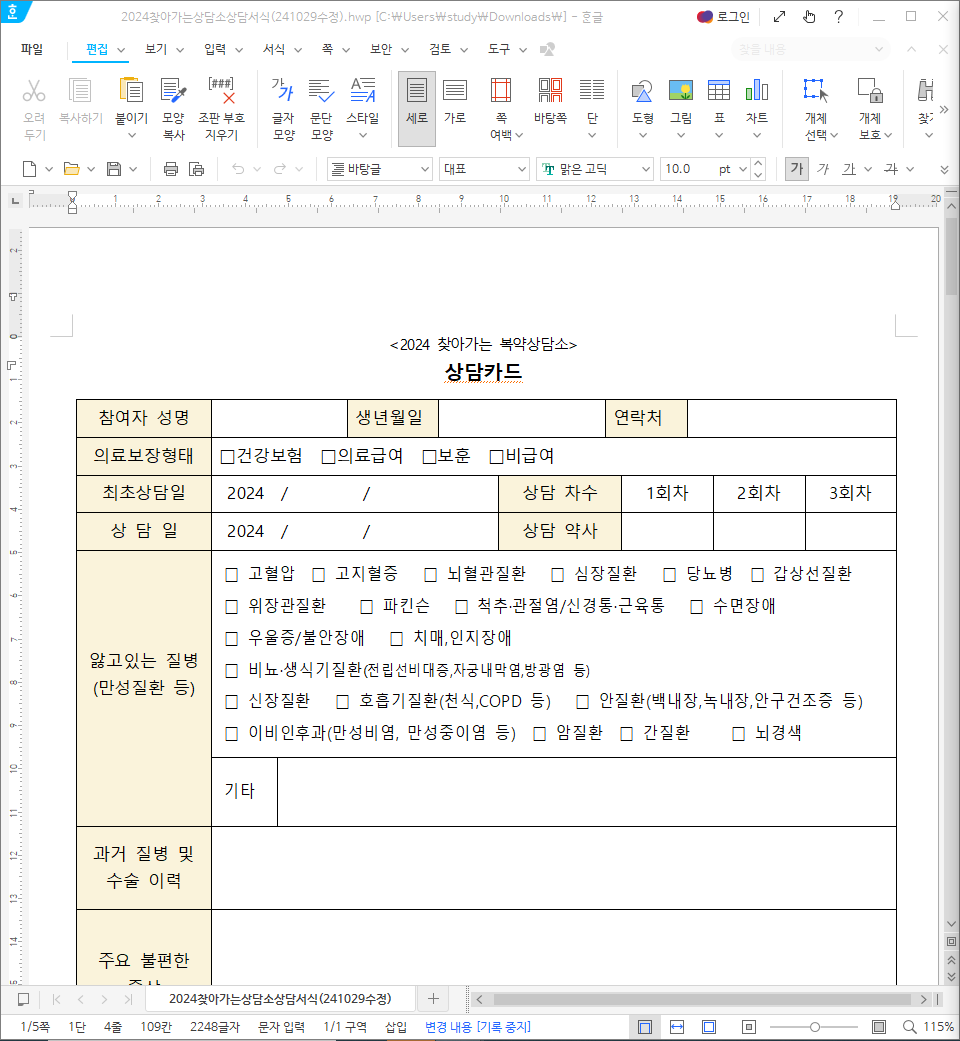 2024찾아가는상담소상담서식(241029수정).hwp [C:\Users\study\Downloads\] - 훈글
로그인
파일 편집 보기 입력 서식 쪽 보안 검토 도구 찾을 내용
오려 두기 복사하기 붙이기 모양 복사 조판 부호 지우기 글자 모양 문단 모양 스타일 세로 가로 쪽 여백 바탕쪽 단 도형 그림 표 차트 개체 선택 개체 보호
바탕글 대표 맑은 고딕 10.0 pt 가 가 가 가
1 2 3 4 5 6 7 8 9 10 11 12 13 14 15 16 17 18 19 20
<2024 찾아가는 복약상담소>
상담카드
참여자 성명 생년월일 연락처
의료보장형태 □건강보험 □의료급여 □보훈 □비급여
최초상담일 2024 / / 상담 차수 1회차 2회차 3회차
상 담 일 2024 / / 상담 약사
앓고있는 질병
(만성질환 등)
□ 고혈압 □ 고지혈증 □ 뇌혈관질환 □ 심장질환 □ 당뇨병 □ 갑상선질환
□ 위장관질환 □ 파킨슨 □ 척추·관절염/신경통·근육통 □ 수면장애
□ 우울증/불안장애 □ 치매,인지장애
□ 비뇨·생식기질환(전립선비대증,자궁내막염,방광염 등)
□ 신장질환 □ 호흡기질환(천식,COPD 등) □ 안질환(백내장,녹내장,안구건조증 등)
□ 이비인후과(만성비염, 만성중이염 등) □ 암질환 □ 간질환 □ 뇌경색
기타
과거 질병 및
수술 이력
주요 불편한
2024찾아가는상담소상담서식(241029수정)
1/5쪽 1단 4줄 109칸 2248글자 문자 입력 1/1 구역 삽입 변경 내용 [기록 중지] 115%